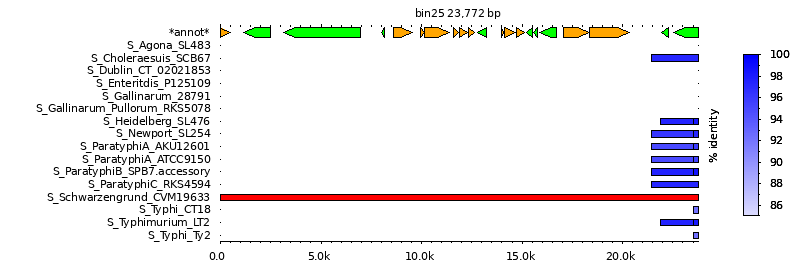 bin25 23,772 bp
*annot*
S_Agona_SL483
S_Choleraesuis_SCB67
S_Dublin_CT_02021853
S_Enteritdis_P125109
S_Gallinarum_28791
S_Gallinarum_Pullorum_RKS5078
S_Heidelberg_SL476
S_Newport_SL254
S_ParatyphiA_AKU12601
S_ParatyphiA_ATCC9150
S_ParatyphiB_SPB7.accessory
S_ParatyphiC_RKS4594
S_Schwarzengrund_CVM19633
S_Typhi_CT18
S_Typhimurium_LT2
S_Typhi_Ty2
0.0 5.0k 10.0k 15.0k 20.0k
100
98
96
94
92
90
88
86
% identity